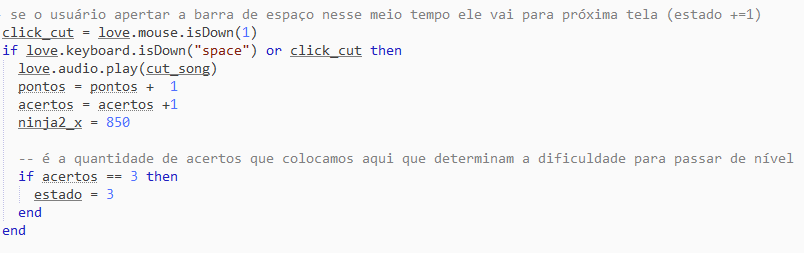 se o usuário apertar a barra de espaço nesse meio tempo ele vai para próxima tela (estado +=1)
click_cut = love.mouse.isDown(1)
if love.keyboard.isDown("space") or click_cut then
love.audio.play(cut_song)
pontos = pontos +  1
acertos = acertos +1
ninja2_x = 850
-- é a quantidade de acertos que colocamos aqui que determinam a dificuldade para passar de nível
if acertos == 3 then
estado = 3
end
end